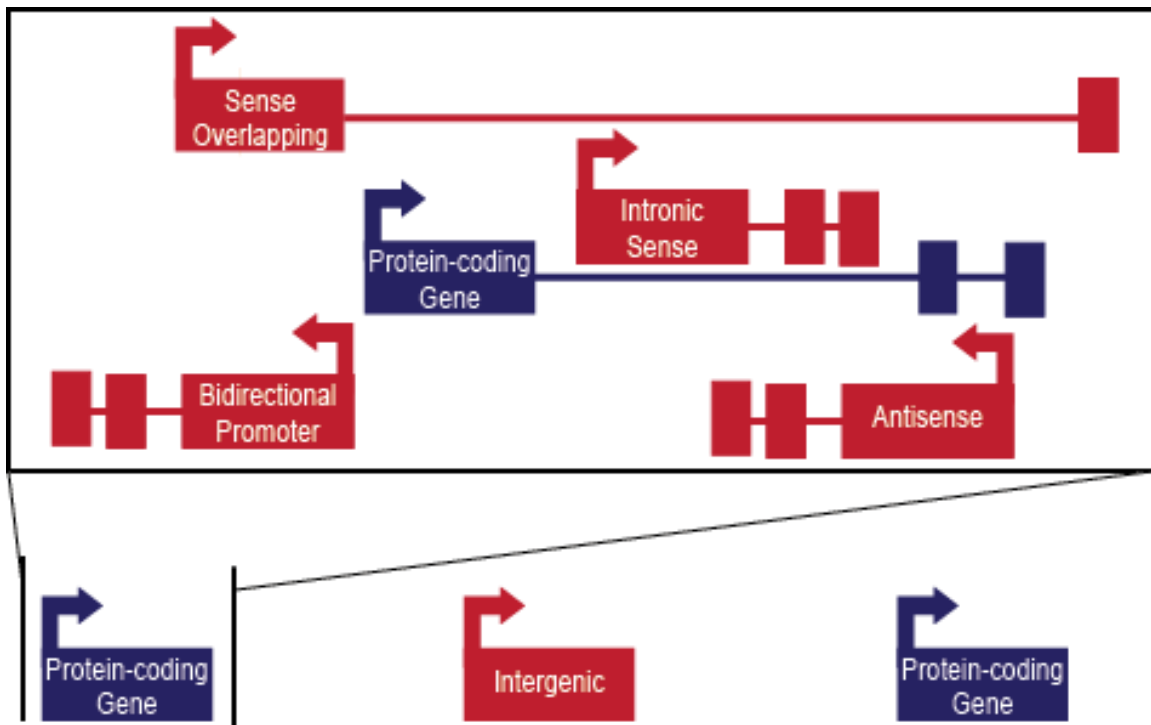 Sense
Overlapping
Intronic
Sense
Protein-coding
Gene
Bidirectional
Promoter
Antisense
Protein-coding
Gene
Intergenic
Protein-coding
Gene